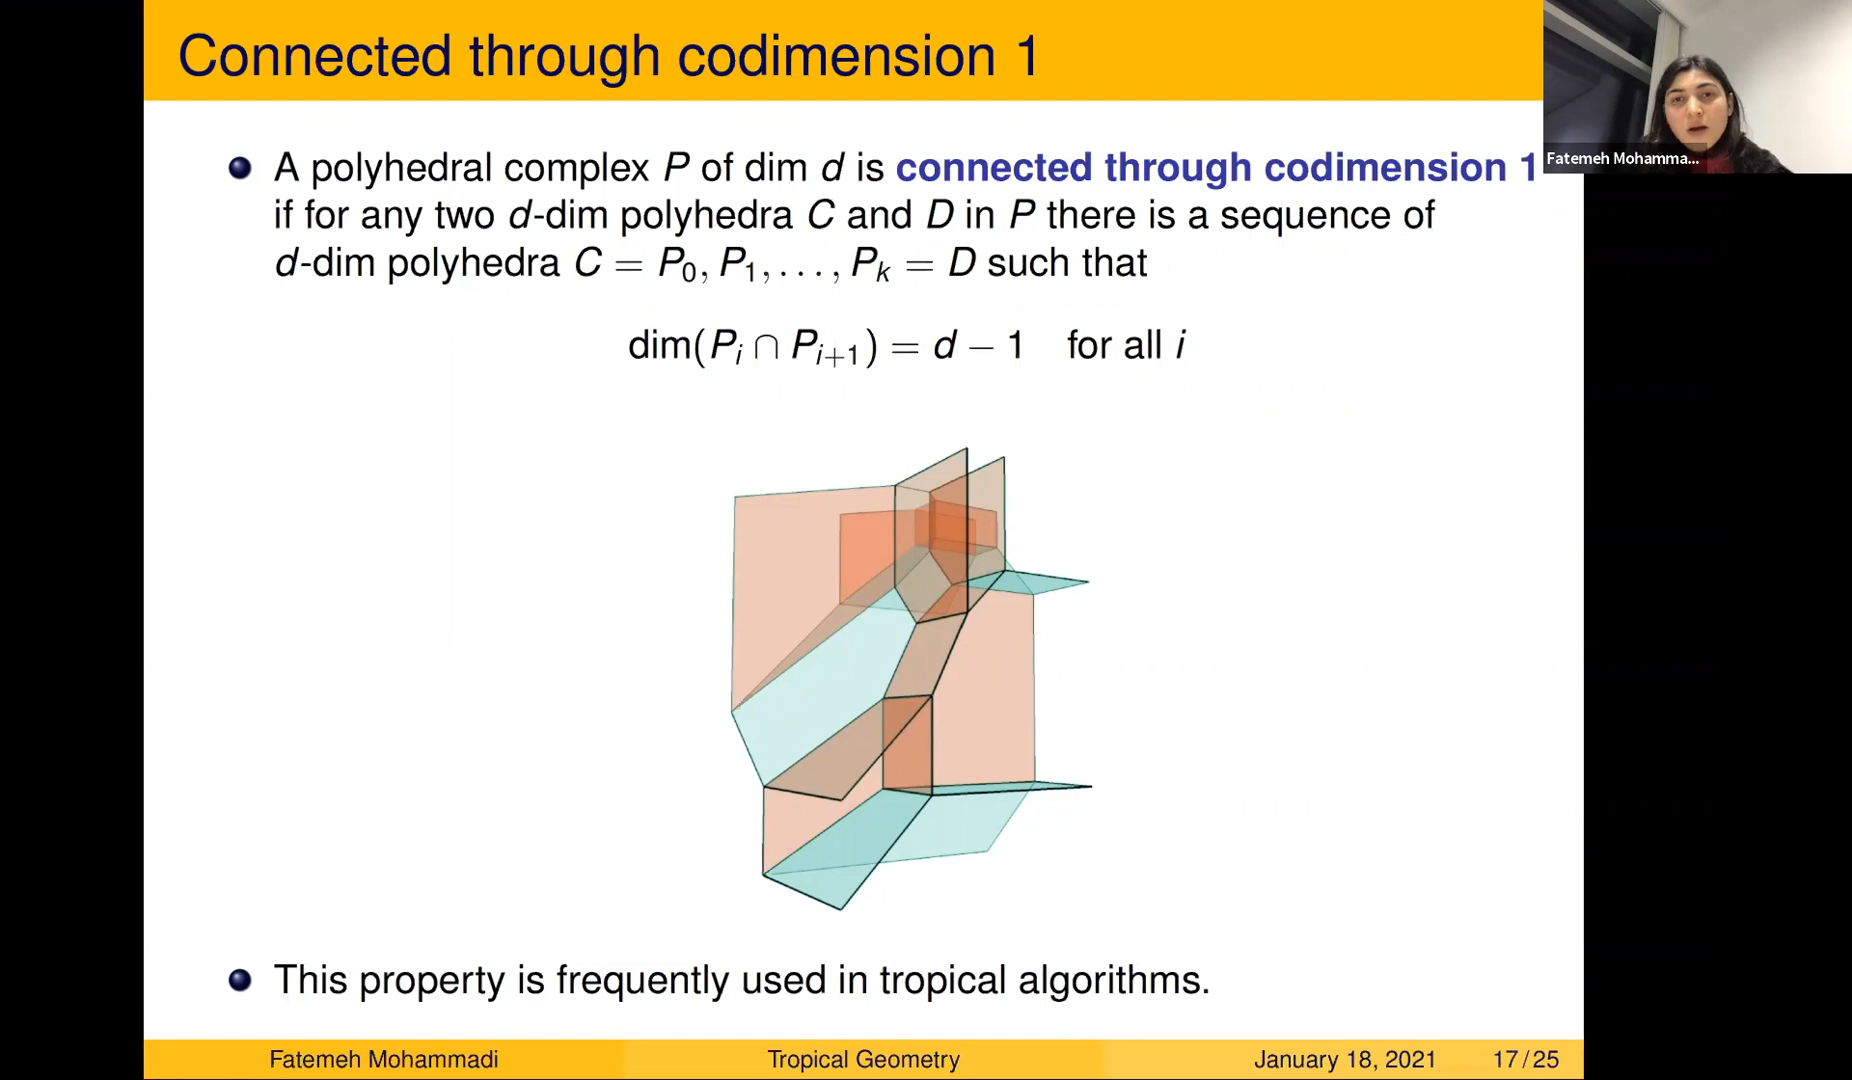 Connected through codimension 1
A polyhedral complex P of dim d is connected through codimension 1
if for any two d-dim polyhedra C and D in P there is a sequence of
d-dim polyhedra C = P₀, P₁, . . . , Pₖ = D such that
dim(Pᵢ ∩ Pᵢ₊₁) = d − 1 for all i
This property is frequently used in tropical algorithms.
Fatemeh Mohammadi Tropical Geometry January 18, 2021 17/25
Fatemeh Mohamma...